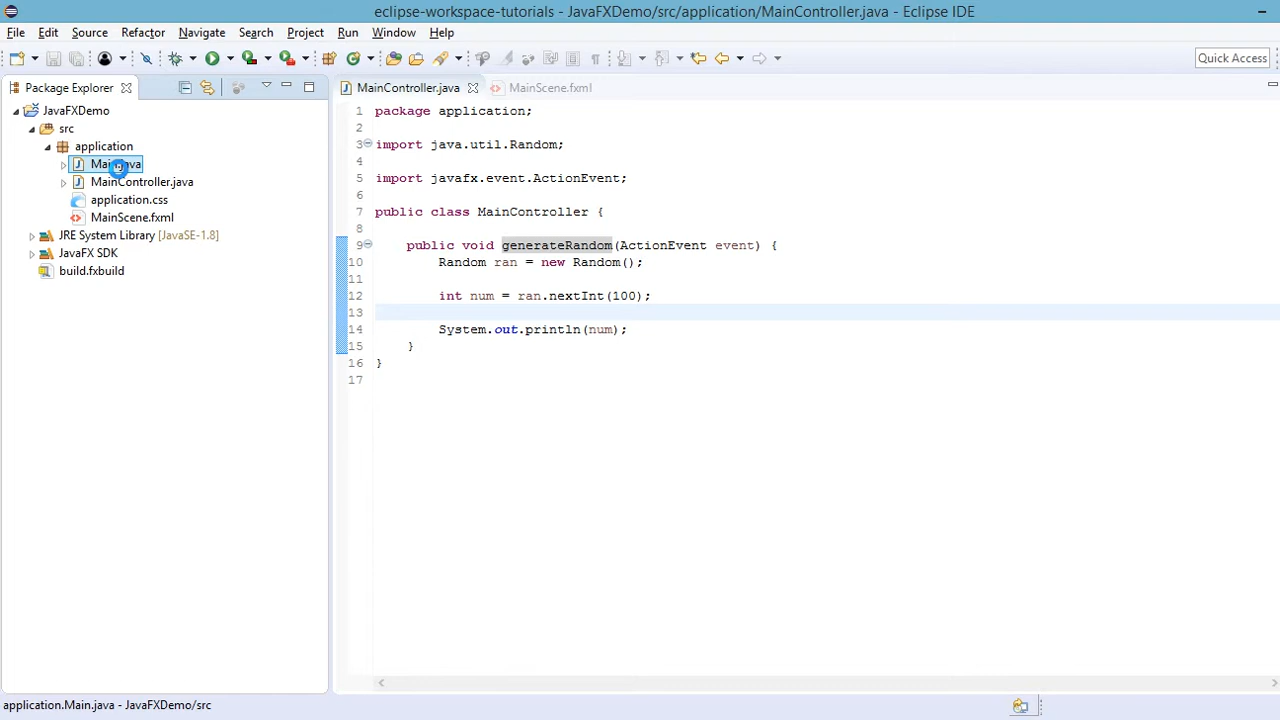 eclipse-workspace-tutorials - JavaFXDemo/src/application/MainController.java - Eclipse IDE
File Edit Source Refactor Navigate Search Project Run Window Help
Quick Access
Package Explorer
MainController.java
MainScene.fxml
JavaFXDemo
src
application
Main.java
MainController.java
application.css
MainScene.fxml
JRE System Library [JavaSE-1.8]
JavaFX SDK
build.fxbuild
1 package application;
2
3 import java.util.Random;
4
5 import javafx.event.ActionEvent;
6
7 public class MainController {
8
9 public void generateRandom(ActionEvent event) {
10 Random ran = new Random();
11
12 int num = ran.nextInt(100);
13
14 System.out.println(num);
15 }
16 }
17
application.Main.java - JavaFXDemo/src